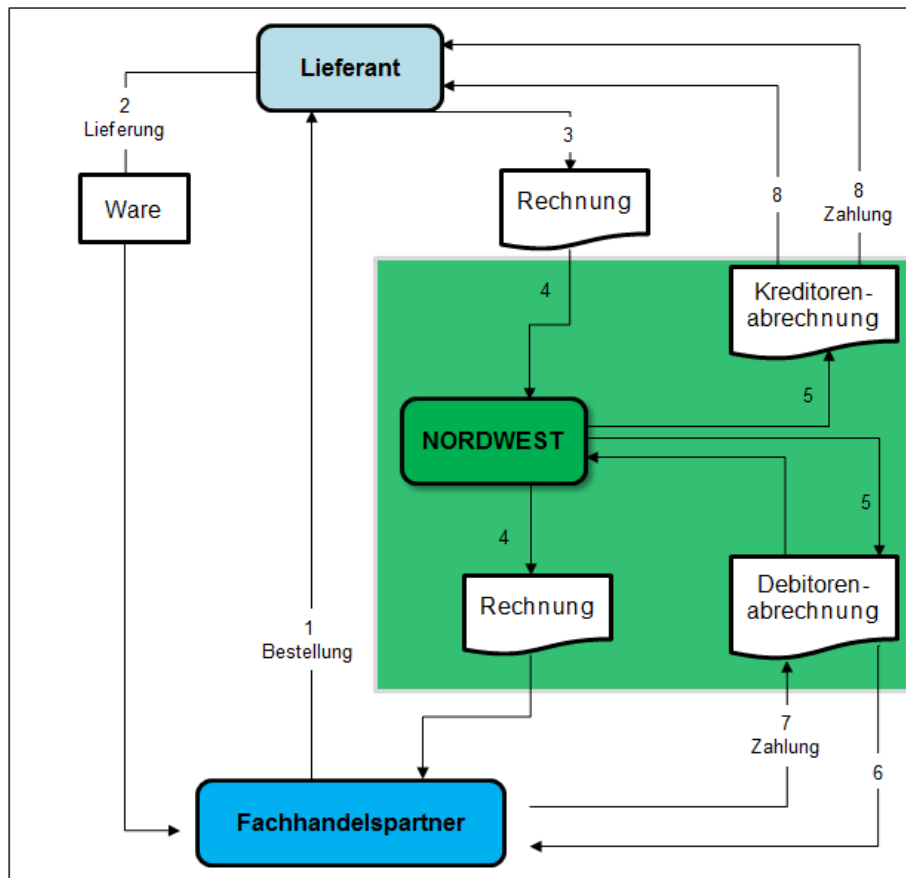 Lieferant
2
Lieferung
3
Ware
Rechnung
8
8
Zahlung
4
Kreditoren-
abrechnung
5
NORDWEST
5
4
Rechnung
Debitoren-
abrechnung
1
Bestellung
7
Zahlung
6
Fachhandelspartner